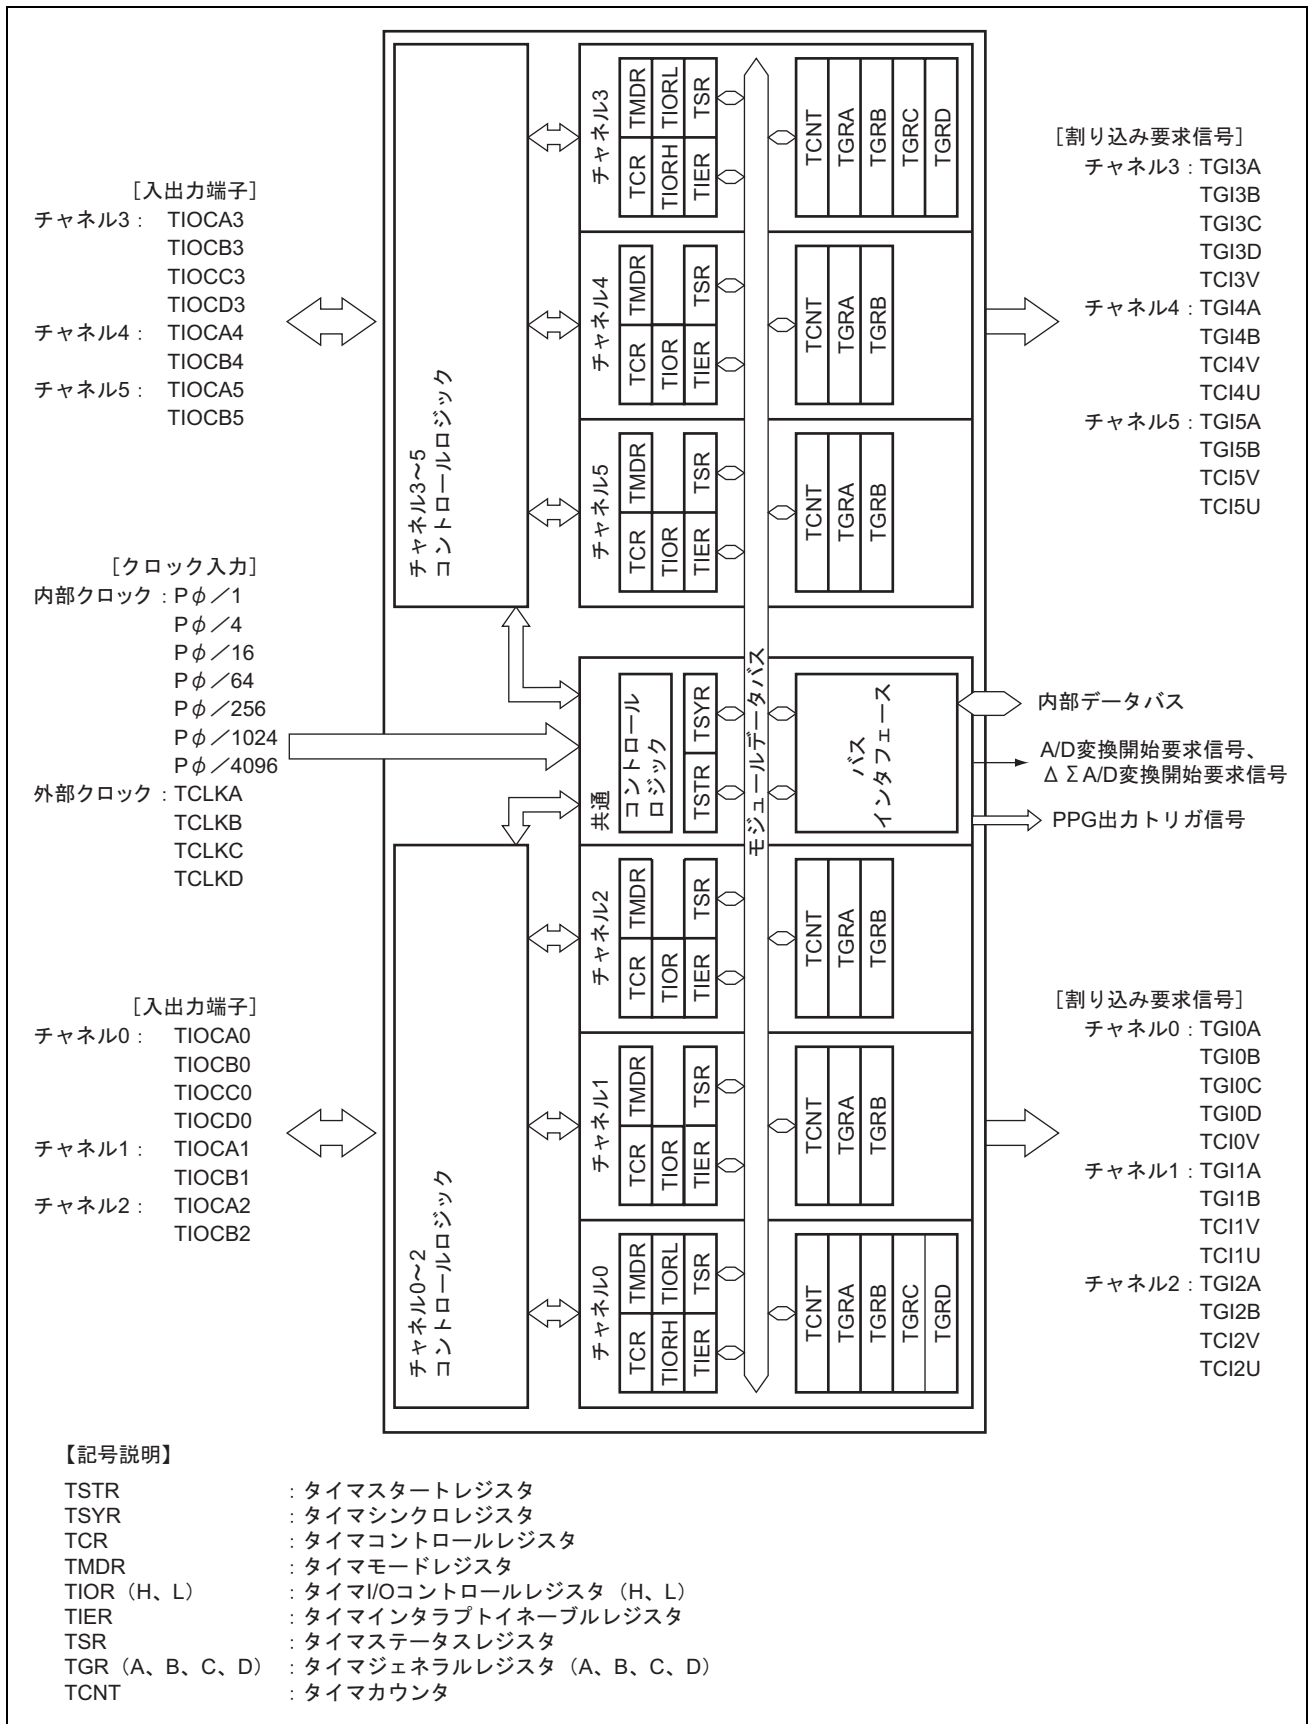 [入出力端子]
チャネル3： TIOCA3
TIOCB3
TIOCC3
TIOCD3
チャネル4： TIOCA4
TIOCB4
チャネル5： TIOCA5
TIOCB5
[クロック入力]
内部クロック：Pφ／1
Pφ／4
Pφ／16
Pφ／64
Pφ／256
Pφ／1024
Pφ／4096
外部クロック：TCLKA
TCLKB
TCLKC
TCLKD
[入出力端子]
チャネル0： TIOCA0
TIOCB0
TIOCC0
TIOCD0
チャネル1： TIOCA1
TIOCB1
チャネル2： TIOCA2
TIOCB2
チャネル3～5
コントロールロジック
チャネル0～2
コントロールロジック
チャネル3
TCR TMDR
TIORH TIORL
TIER TSR
TCNT
TGRA
TGRB
TGRC
TGRD
チャネル4
TCR TMDR
TIOR
TIER TSR
TCNT
TGRA
TGRB
チャネル5
TCR TMDR
TIOR
TIER TSR
TCNT
TGRA
TGRB
共通
コントロール
ロジック
TSTR TSYR
モジュールデータバス
バス
インタフェース
チャネル2
TCR TMDR
TIOR
TIER TSR
TCNT
TGRA
TGRB
チャネル1
TCR TMDR
TIOR
TIER TSR
TCNT
TGRA
TGRB
チャネル0
TCR TMDR
TIORH TIORL
TIER TSR
TCNT
TGRA
TGRB
TGRC
TGRD
[割り込み要求信号]
チャネル3：TGI3A
TGI3B
TGI3C
TGI3D
TCI3V
チャネル4：TGI4A
TGI4B
TCI4V
TCI4U
チャネル5：TGI5A
TGI5B
TCI5V
TCI5U
内部データバス
A/D変換開始要求信号、
ΔΣA/D変換開始要求信号
PPG出力トリガ信号
[割り込み要求信号]
チャネル0：TGI0A
TGI0B
TGI0C
TGI0D
TCI0V
チャネル1：TGI1A
TGI1B
TCI1V
TCI1U
チャネル2：TGI2A
TGI2B
TCI2V
TCI2U
【記号説明】
TSTR ：タイマスタートレジスタ
TSYR ：タイマシンクロレジスタ
TCR ：タイマコントロールレジスタ
TMDR ：タイマモードレジスタ
TIOR（H、L） ：タイマI/Oコントロールレジスタ（H、L）
TIER ：タイマインタラプトイネーブルレジスタ
TSR ：タイマステータスレジスタ
TGR（A、B、C、D） ：タイマジェネラルレジスタ（A、B、C、D）
TCNT ：タイマカウンタ